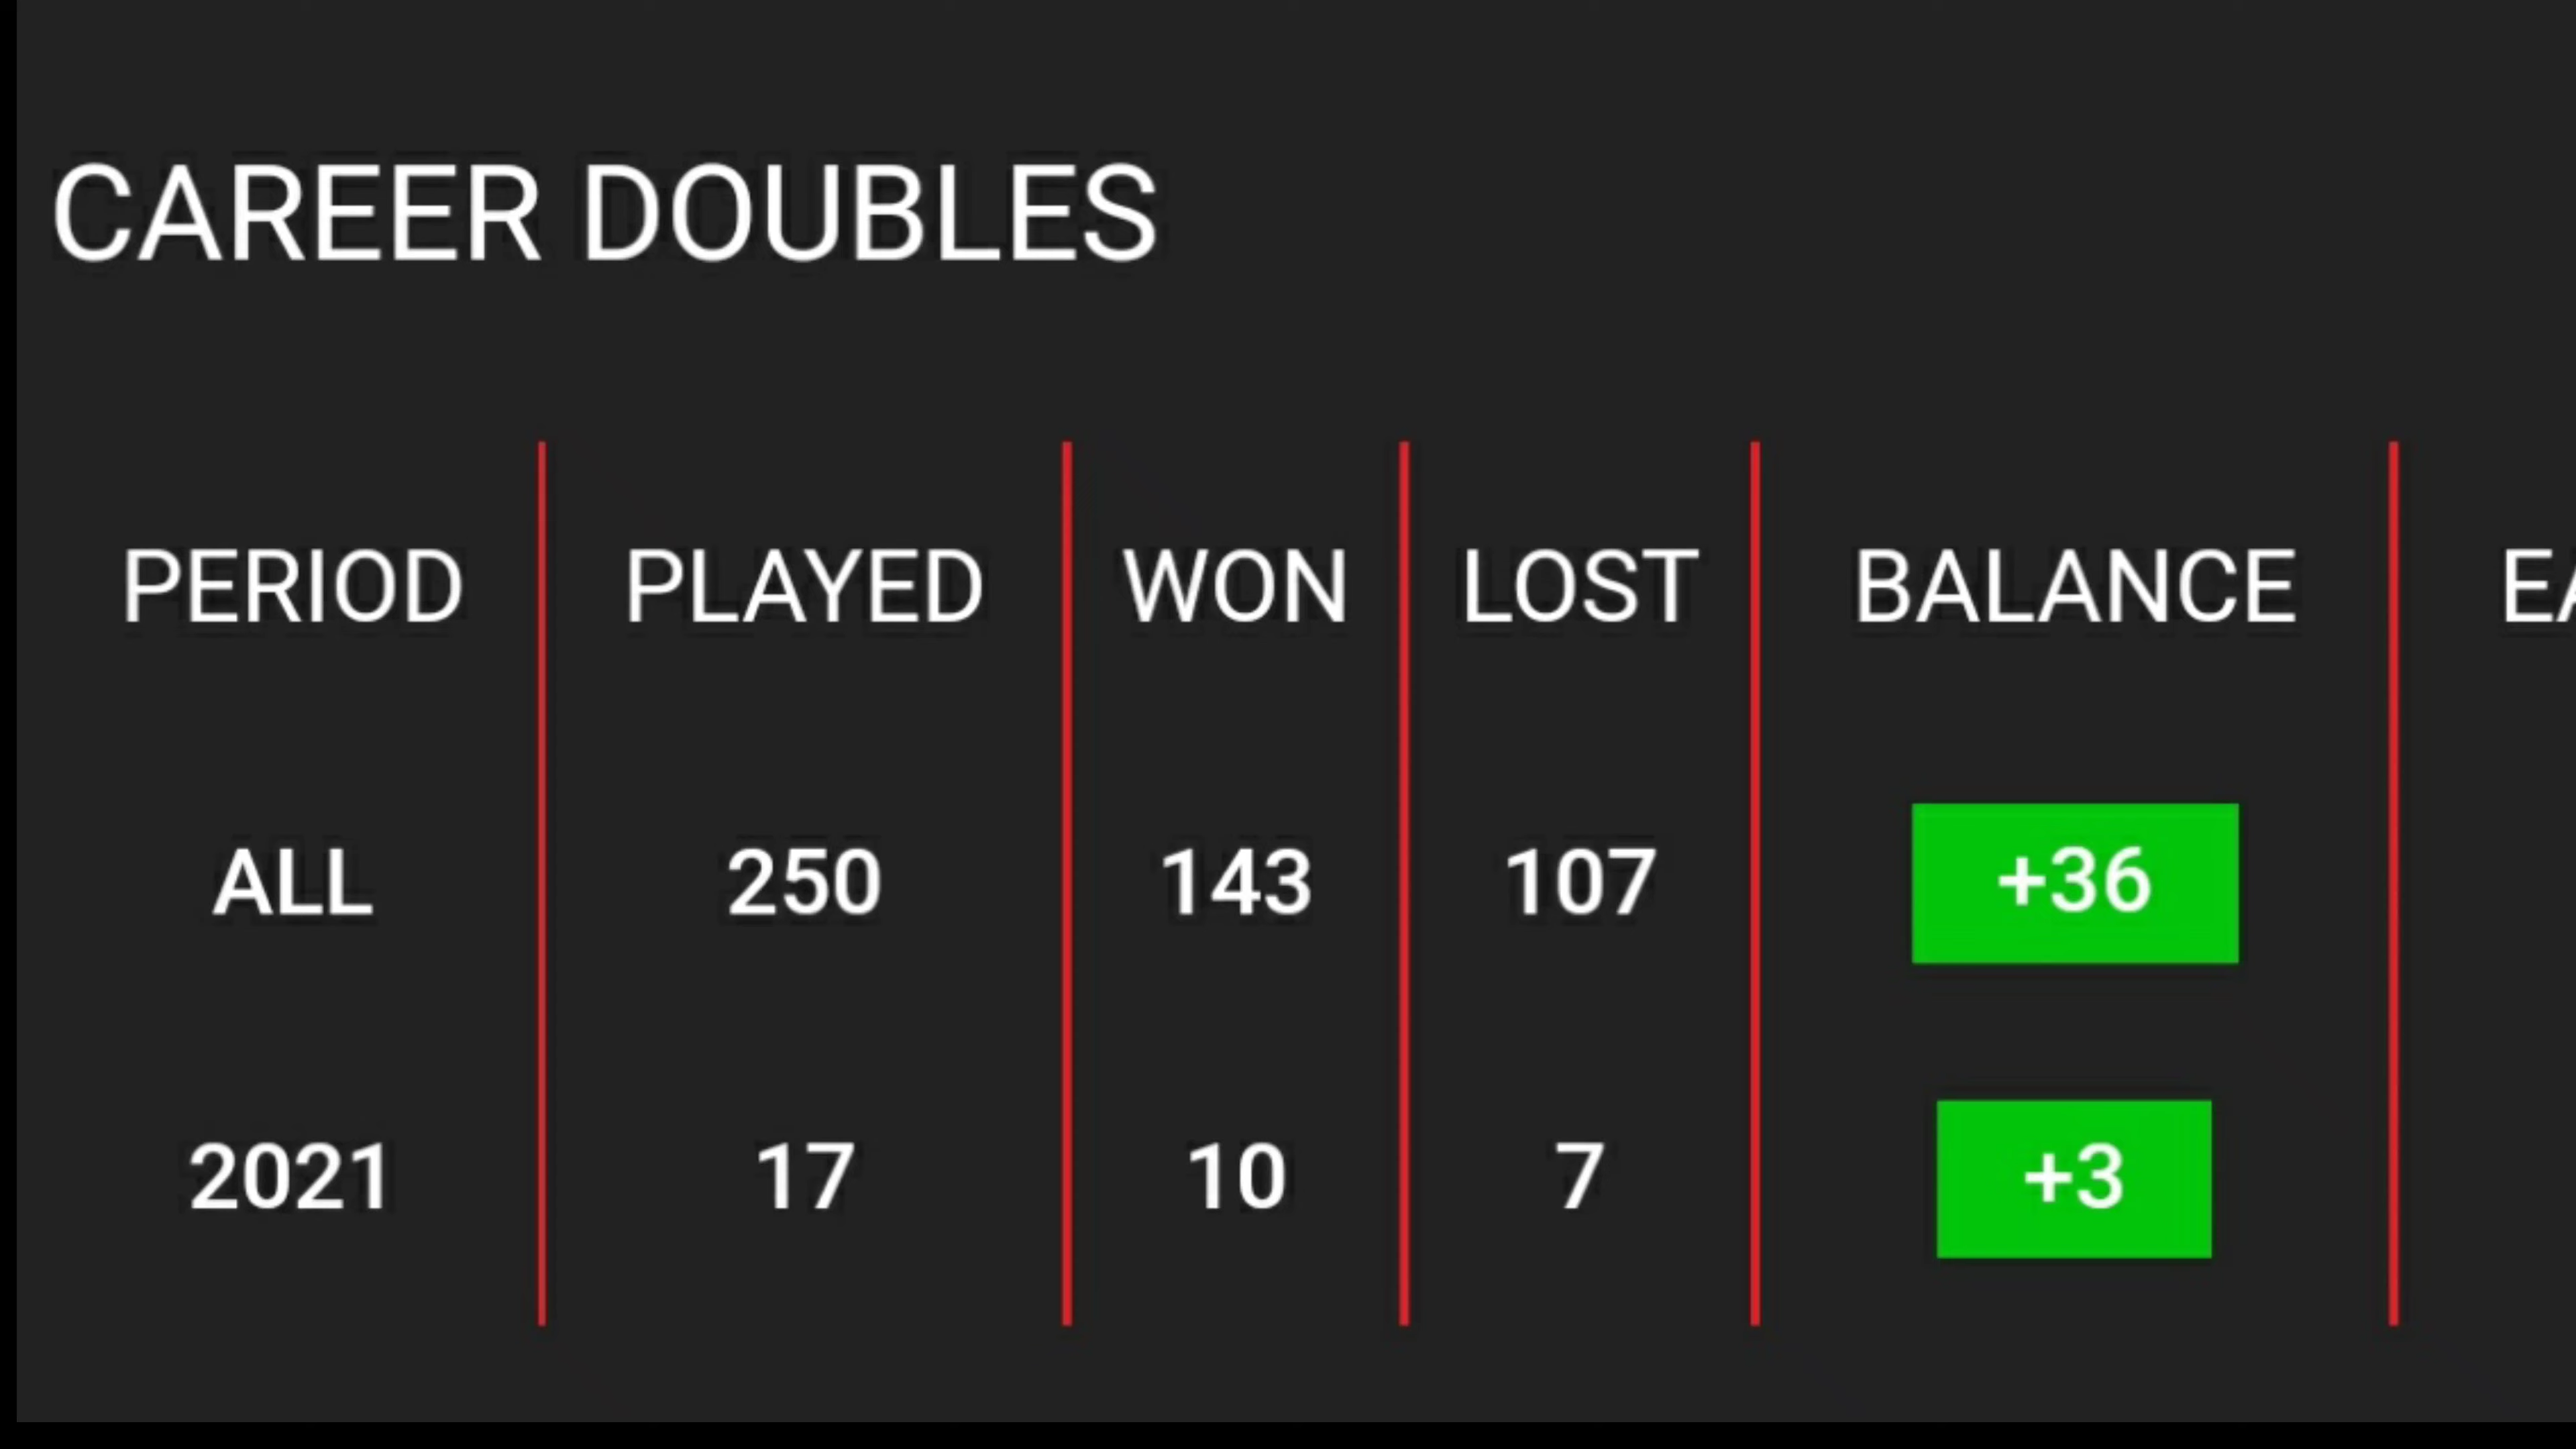 CAREER DOUBLES
PERIOD PLAYED WON LOST BALANCE
ALL 250 143 107 +36
2021 17 10 7 +3